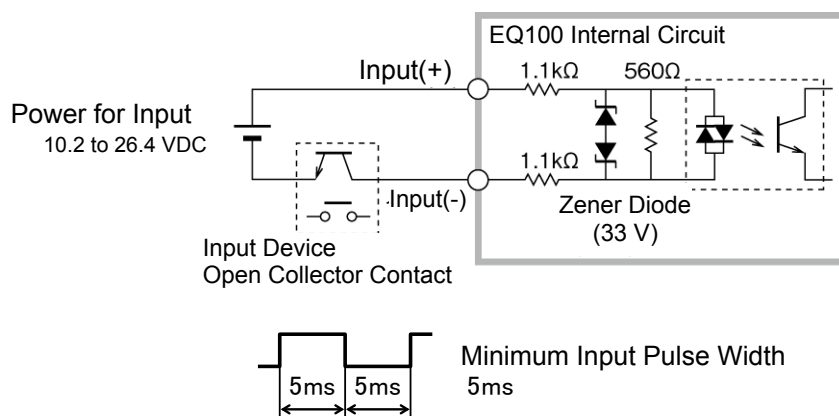 EQ100 Internal Circuit
Input(+)
1.1kΩ
560Ω
Power for Input
10.2 to 26.4 VDC
1.1kΩ
Input(-)
Zener Diode
(33 V)
Input Device
Open Collector Contact
Minimum Input Pulse Width
5ms
5ms
5ms